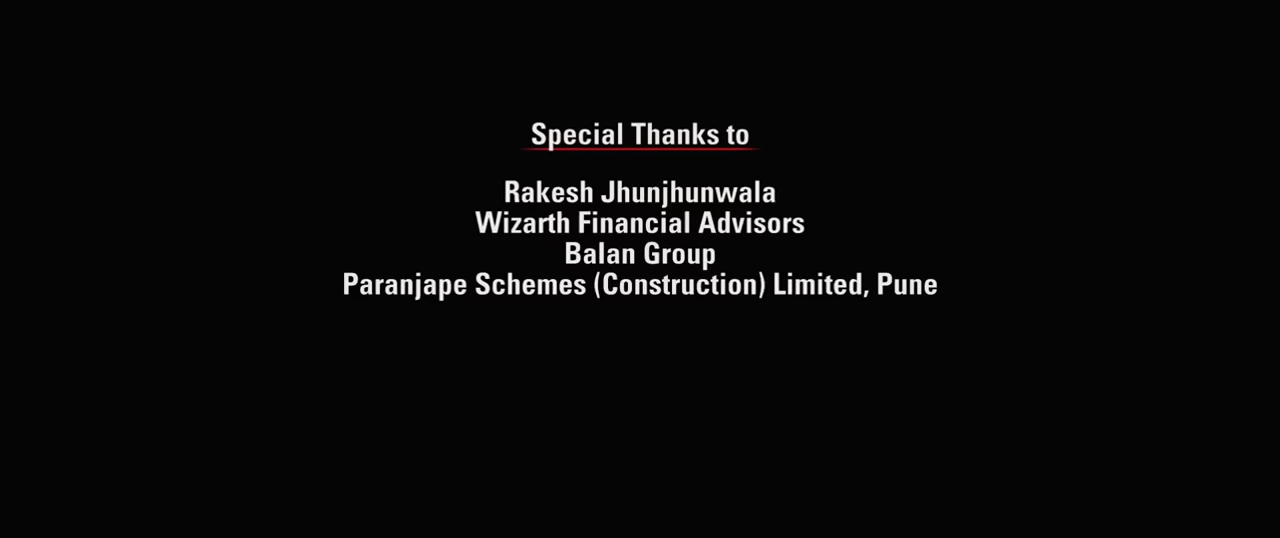 Special Thanks to
Rakesh Jhunjhunwala
Wizarth Financial Advisors
Balan Group
Paranjape Schemes (Construction) Limited, Pune